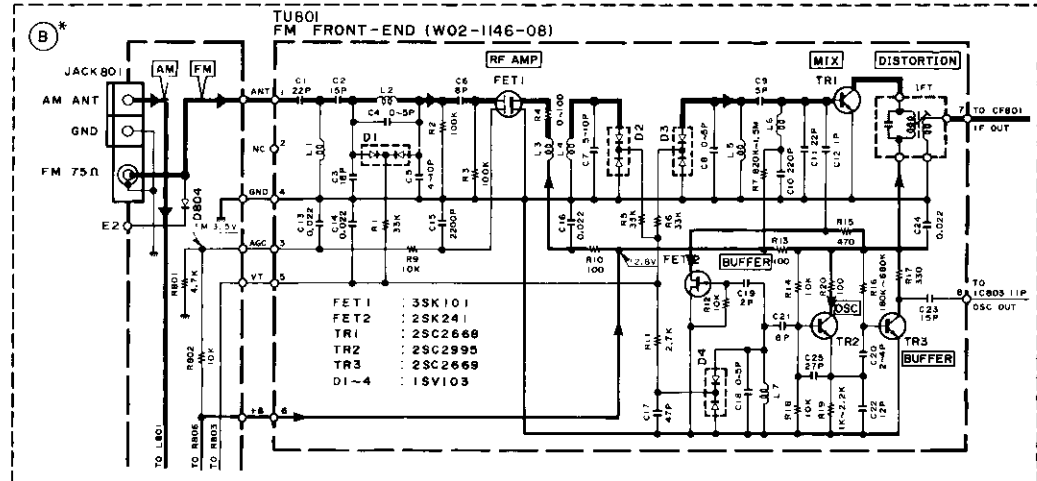 B *
TU801
FM FRONT-END (W02-1146-08)
JACK801
AM
FM
AM ANT
GND
FM 75Ω
E2
D804
FM 3.5V
R801
4.7K
R802
10K
TO L801
TO R806
TO R803
ANT 1
NC 2
GND 4
AGC 3
VT 5
+B 6
C1
22P
C2
15P
L2
C4 0~5P
C6
8P
RF AMP
FET1
R4
0~100
C9
5P
MIX
TR1
DISTORTION
IFT
7 TO CF801
IF OUT
L1
D1
R2
100K
R3
100K
C3
18P
C5
4~10P
L3
L4
C7 5~10P
D2
D3
C8 0~5P
L5
R7 820K~1.5M
L6
C10 220P
C11 22P
C12 1P
C13
0.022
C14
0.022
R1
33K
C15
2200P
C16
0.022
R5
33K
R6
33K
R15
470
C24
0.022
R9
10K
R10
100
12.8V
FET2
BUFFER
R13
100
R14
10K
R20
100
R16
180K~680K
R17
330
TO
8 IC803 11P
OSC OUT
C23
15P
FET1 : 3SK101
FET2 : 2SK241
TR1 : 2SC2668
TR2 : 2SC2995
TR3 : 2SC2669
D1~4 : 1SV103
R12
10K
C19
2P
C21
8P
OSC
TR2
TR3
BUFFER
R11
2.7K
D4
C18 0~5P
L7
C25
27P
C20
2~4P
C17
47P
R18
10K
R19
1K~2.2K
C22
12P